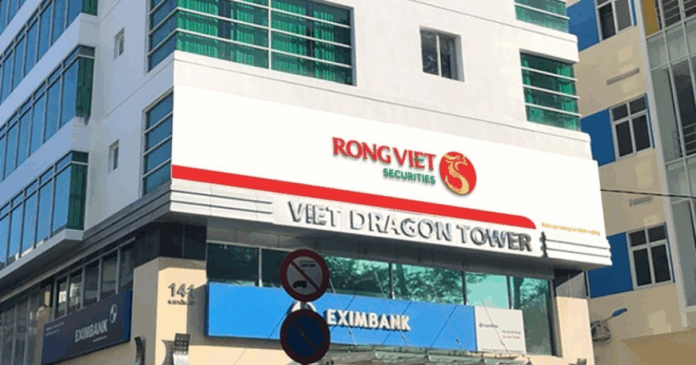 RONG VIET
SECURITIES
VIET DRAGON TOWER
141
EXIMBANK
EXIMBANK